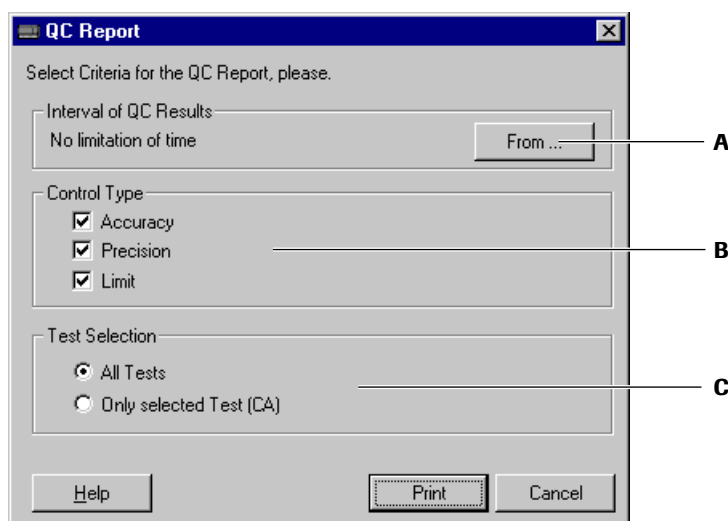 QC Report
Select Criteria for the QC Report, please.
Interval of QC Results
No limitation of time
From ...
A
Control Type
Accuracy
Precision
B
Limit
Test Selection
All Tests
C
Only selected Test (CA)
Help
Print
Cancel